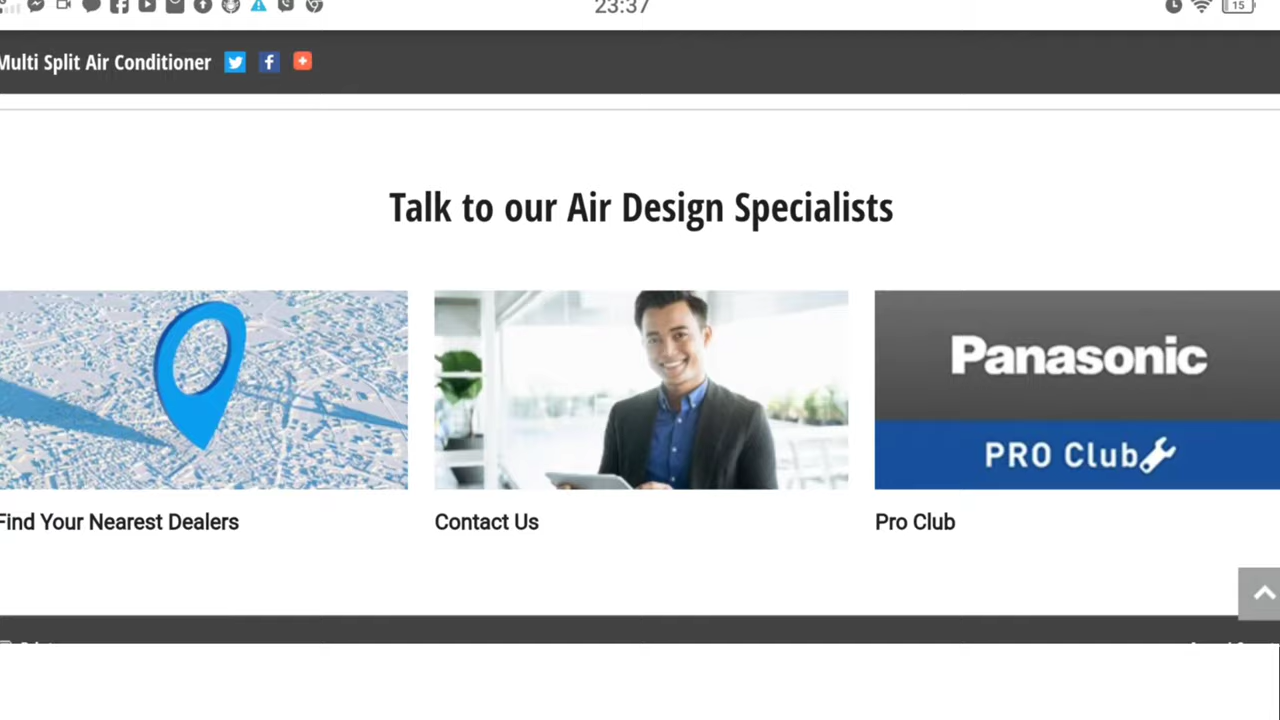 23:37
15
Multi Split Air Conditioner
Talk to our Air Design Specialists
Panasonic
PRO Club
Find Your Nearest Dealers
Contact Us
Pro Club